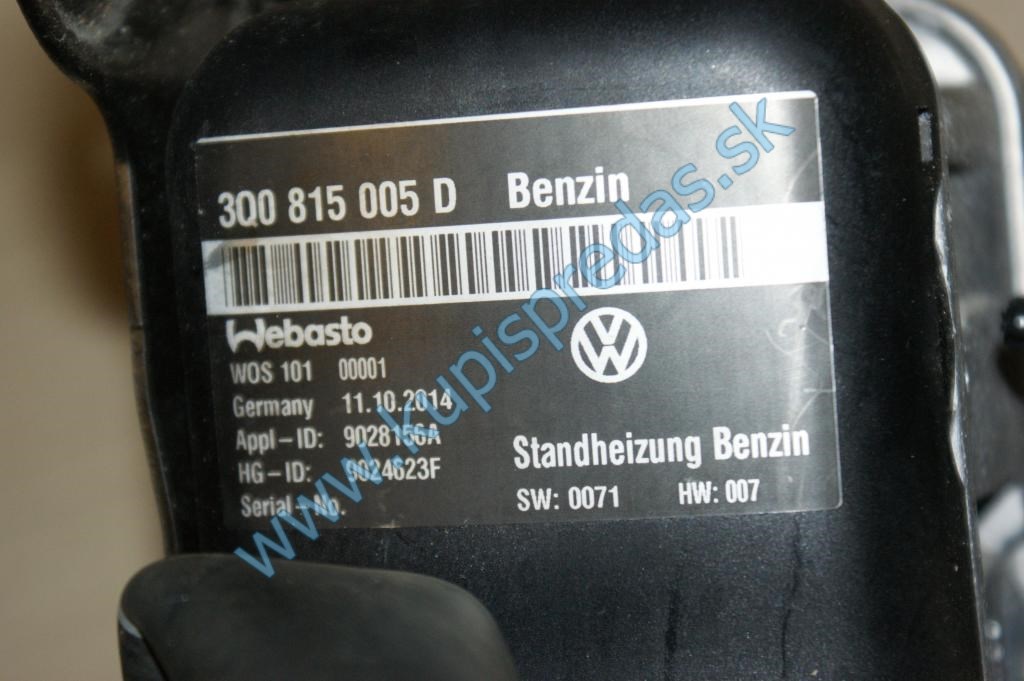 3Q0 815 005 D Benzin
Webasto
WOS 101 00001
Germany 11.10.2014
Appl-ID: 9028156A
HG-ID: 9024623F
Serial-No.
Standheizung Benzin
SW: 0071 HW: 007
www.kupispredas.sk